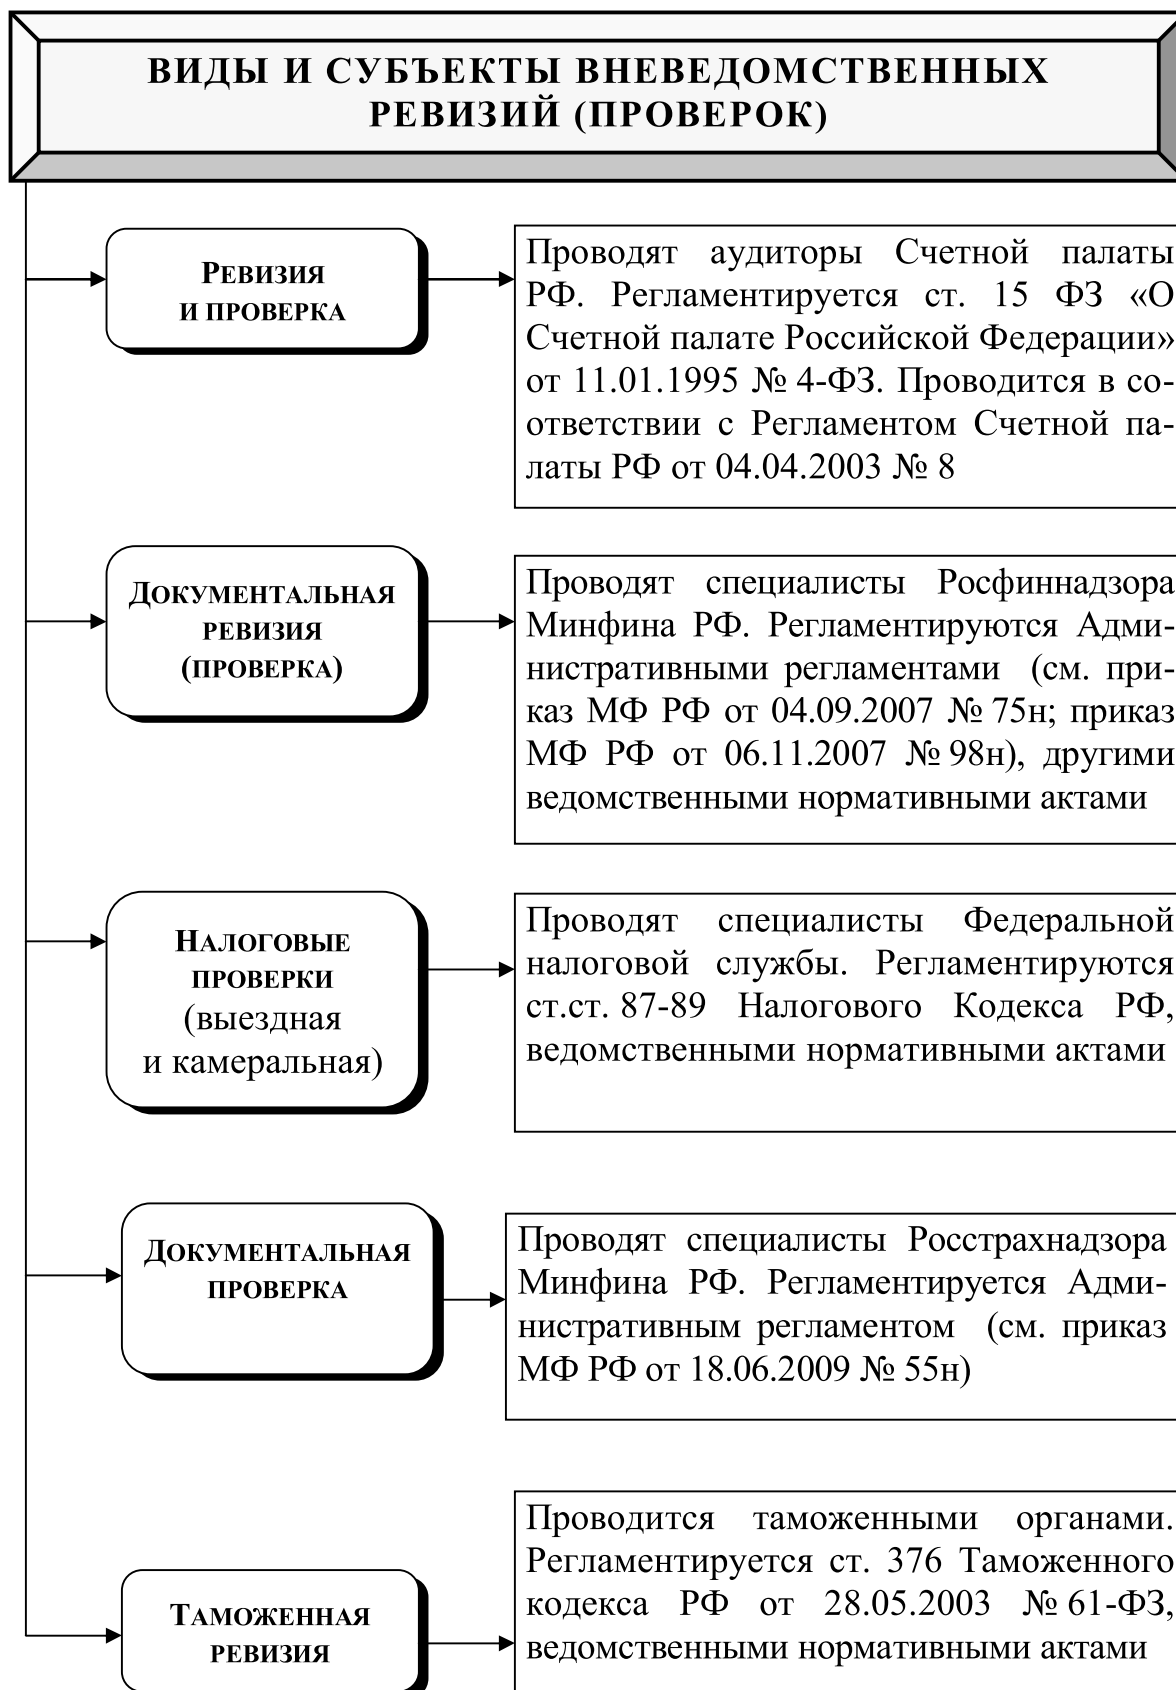 ВИДЫ И СУБЪЕКТЫ ВНЕВЕДОМСТВЕННЫХ
РЕВИЗИЙ (ПРОВЕРОК)
РЕВИЗИЯ
И ПРОВЕРКА
Проводят аудиторы Счетной палаты
РФ. Регламентируется ст. 15 ФЗ «О
Счетной палате Российской Федерации»
от 11.01.1995 № 4-ФЗ. Проводится в со-
ответствии с Регламентом Счетной па-
латы РФ от 04.04.2003 № 8
ДОКУМЕНТАЛЬНАЯ
РЕВИЗИЯ
(ПРОВЕРКА)
Проводят специалисты Росфиннадзора
Минфина РФ. Регламентируются Адми-
нистративными регламентами (см. при-
каз МФ РФ от 04.09.2007 № 75н; приказ
МФ РФ от 06.11.2007 № 98н), другими
ведомственными нормативными актами
НАЛОГОВЫЕ
ПРОВЕРКИ
(выездная
и камеральная)
Проводят специалисты Федеральной
налоговой службы. Регламентируются
ст.ст. 87-89 Налогового Кодекса РФ,
ведомственными нормативными актами
ДОКУМЕНТАЛЬНАЯ
ПРОВЕРКА
Проводят специалисты Росстрахнадзора
Минфина РФ. Регламентируется Адми-
нистративным регламентом (см. приказ
МФ РФ от 18.06.2009 № 55н)
ТАМОЖЕННАЯ
РЕВИЗИЯ
Проводится таможенными органами.
Регламентируется ст. 376 Таможенного
кодекса РФ от 28.05.2003 № 61-ФЗ,
ведомственными нормативными актами